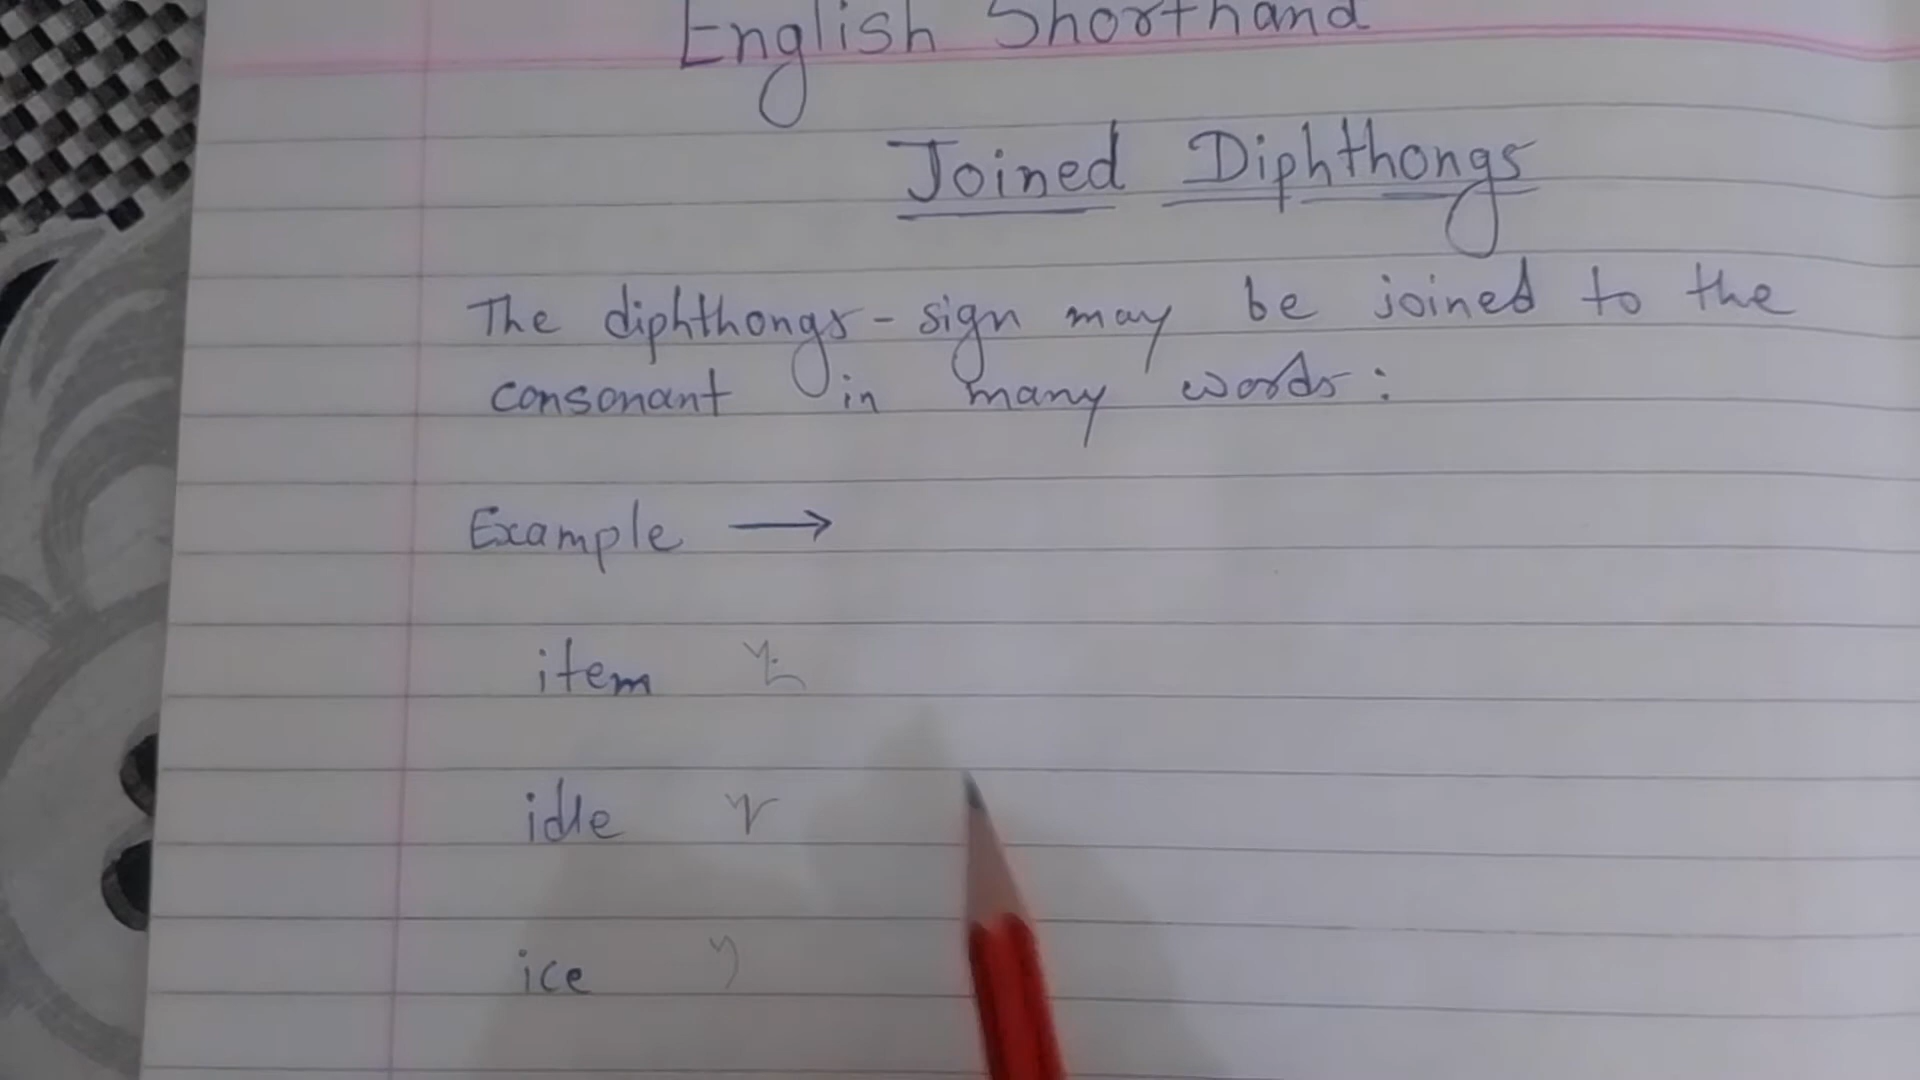 English Shorthand
Joined Diphthongs
The diphthongs - sign may be joined to the
consonant in many words :
Example →
item
idle
ice